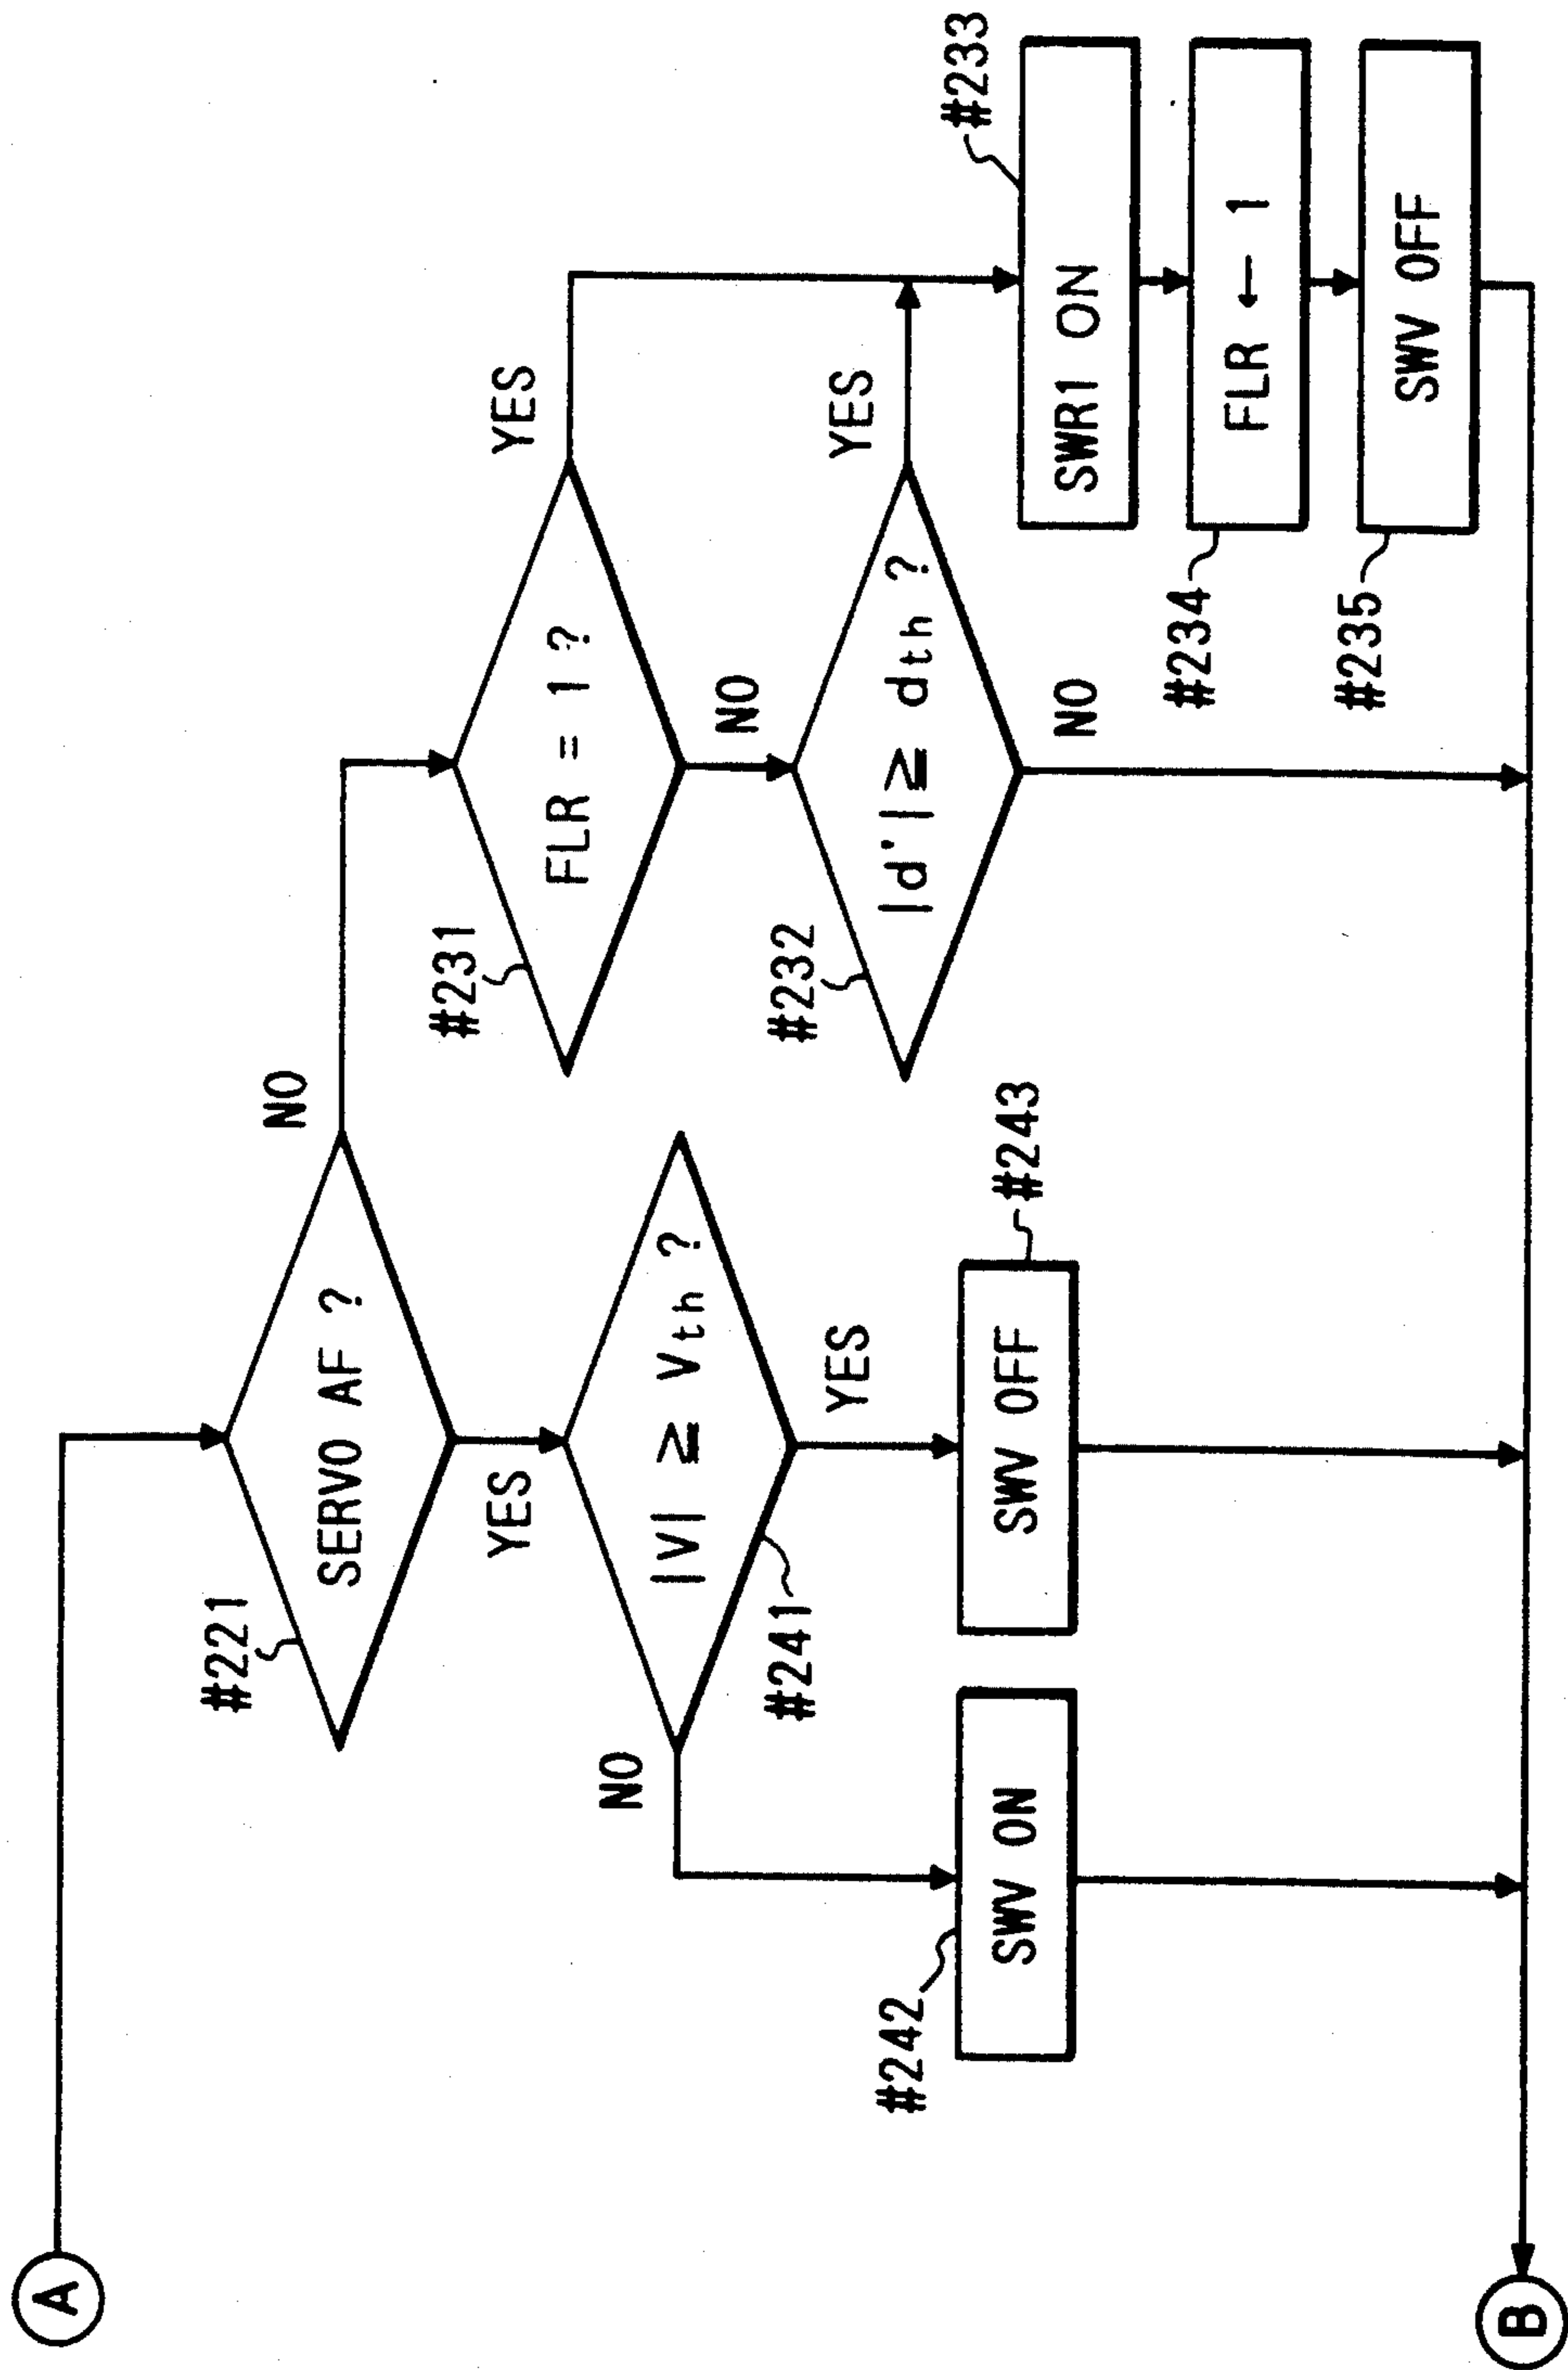 A
#221
SERVO AF ?
NO
YES
#231
FLR = 1 ?
YES
NO
#241
|V| ≧ Vth ?
NO
YES
#232
|d'| ≧ dth ?
YES
NO
#242
SWV ON
#243
SWV OFF
#233
SWR1 ON
#234
FLR ← 1
#235
SWV OFF
B